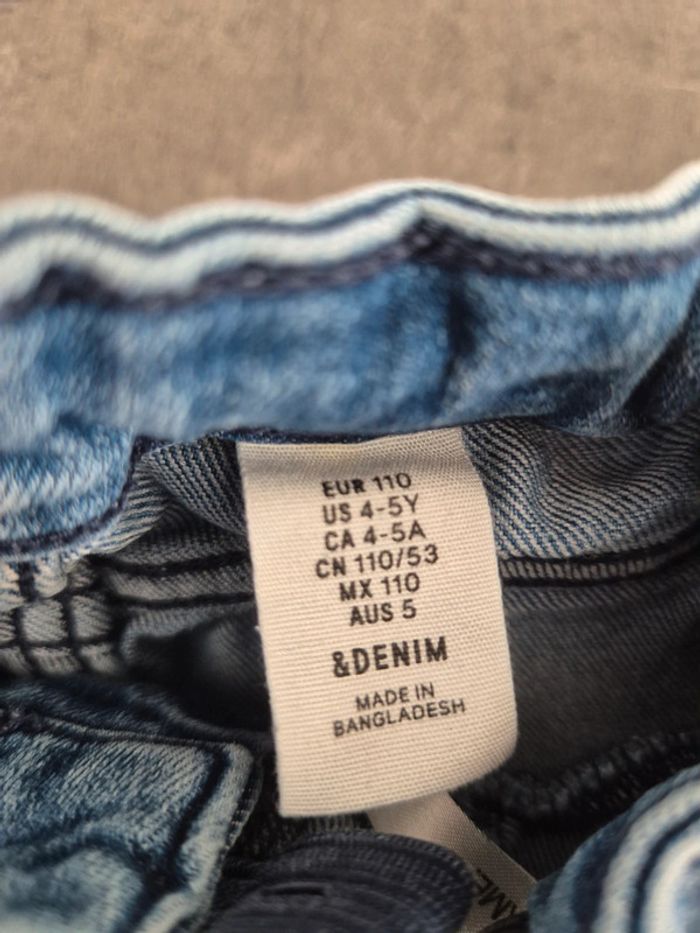 EUR 110
US 4-5Y
CA 4-5A
CN 110/53
MX 110
AUS 5
&DENIM
MADE IN
BANGLADESH